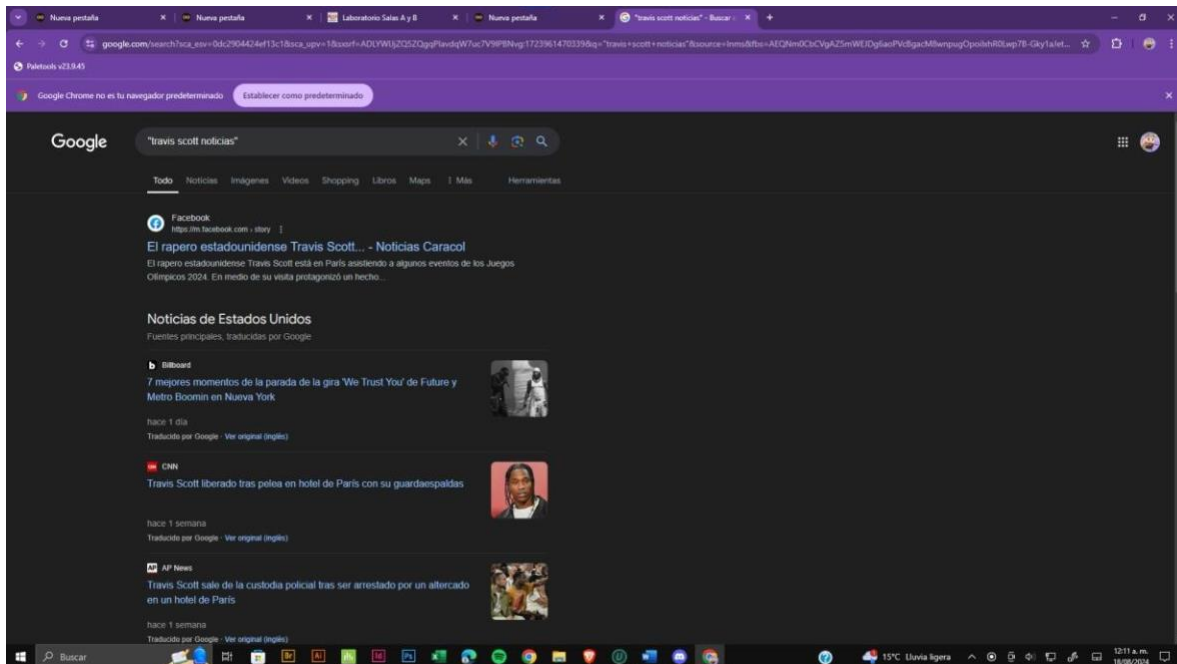 Nueva pestaña
Nueva pestaña
Laboratorio Salas A y B
Nueva pestaña
"travis scott noticias" - Buscar
Paletools v23.9.45
Google Chrome no es tu navegador predeterminado
Establecer como predeterminado
Google
"travis scott noticias"
Todo Noticias Imágenes Videos Shopping Libros Maps Más Herramientas
Facebook
https://m.facebook.com › story
El rapero estadounidense Travis Scott... - Noticias Caracol
El rapero estadounidense Travis Scott está en París asistiendo a algunos eventos de los Juegos
Olímpicos 2024. En medio de su visita protagonizó un hecho...
Noticias de Estados Unidos
Fuentes principales, traducidas por Google
b Billboard
7 mejores momentos de la parada de la gira 'We Trust You' de Future y
Metro Boomin en Nueva York
hace 1 día
Traducido por Google · Ver original (inglés)
CNN
Travis Scott liberado tras pelea en hotel de París con su guardaespaldas
hace 1 semana
Traducido por Google · Ver original (inglés)
AP AP News
Travis Scott sale de la custodia policial tras ser arrestado por un altercado
en un hotel de París
hace 1 semana
Traducido por Google · Ver original (inglés)
Buscar
Br
Ai
Id
Ps
15°C Lluvia ligera
12:11 a. m.
18/08/2024